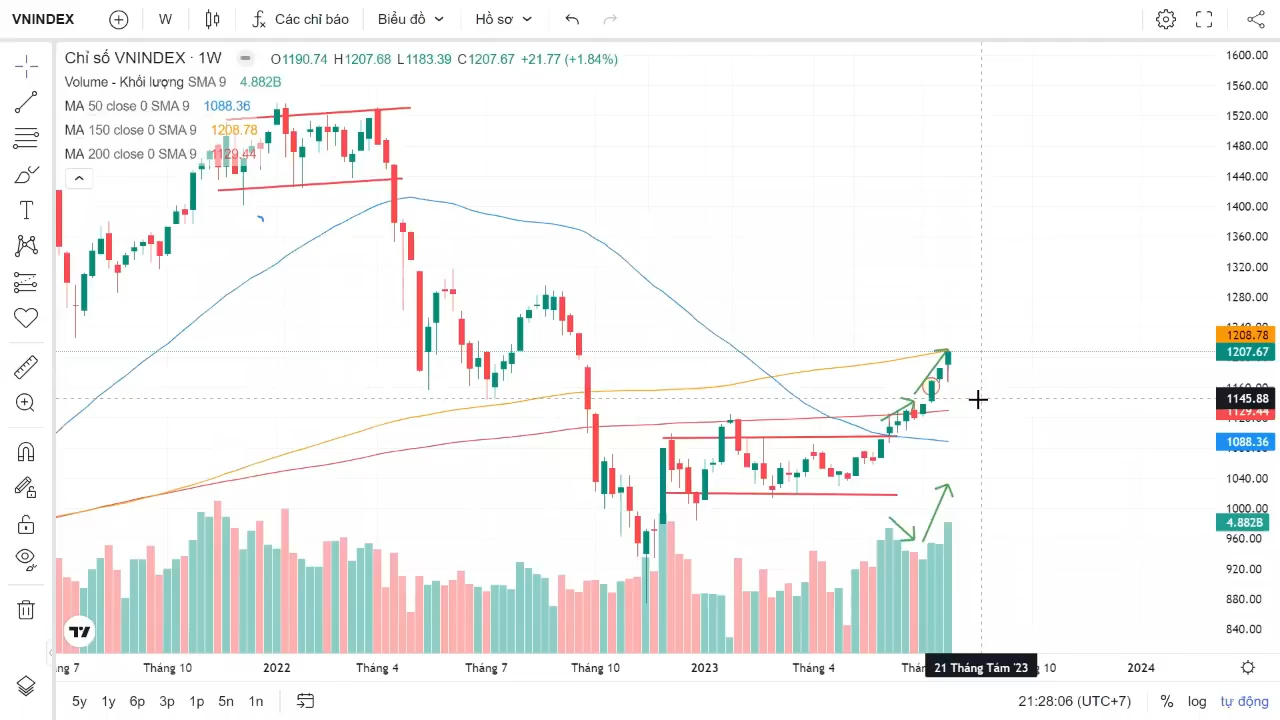 VNINDEX W Các chỉ báo Biểu đồ Hồ sơ
Chỉ số VNINDEX · 1W O1190.74 H1207.68 L1183.39 C1207.67 +21.77 (+1.84%)
Volume - Khối lượng SMA 9 4.882B
MA 50 close 0 SMA 9 1088.36
MA 150 close 0 SMA 9 1208.78
MA 200 close 0 SMA 9 1129.44
1600.00
1560.00
1520.00
1480.00
1440.00
1400.00
1360.00
1320.00
1280.00
1208.78
1207.67
1145.88
1129.44
1088.36
1040.00
1000.00
4.882B
960.00
920.00
880.00
840.00
ng 7 Tháng 10 2022 Tháng 4 Tháng 7 Tháng 10 2023 Tháng 4 21 Tháng Tám '23 10 2024
5y 1y 6p 3p 1p 5n 1n 21:28:06 (UTC+7) % log tự động